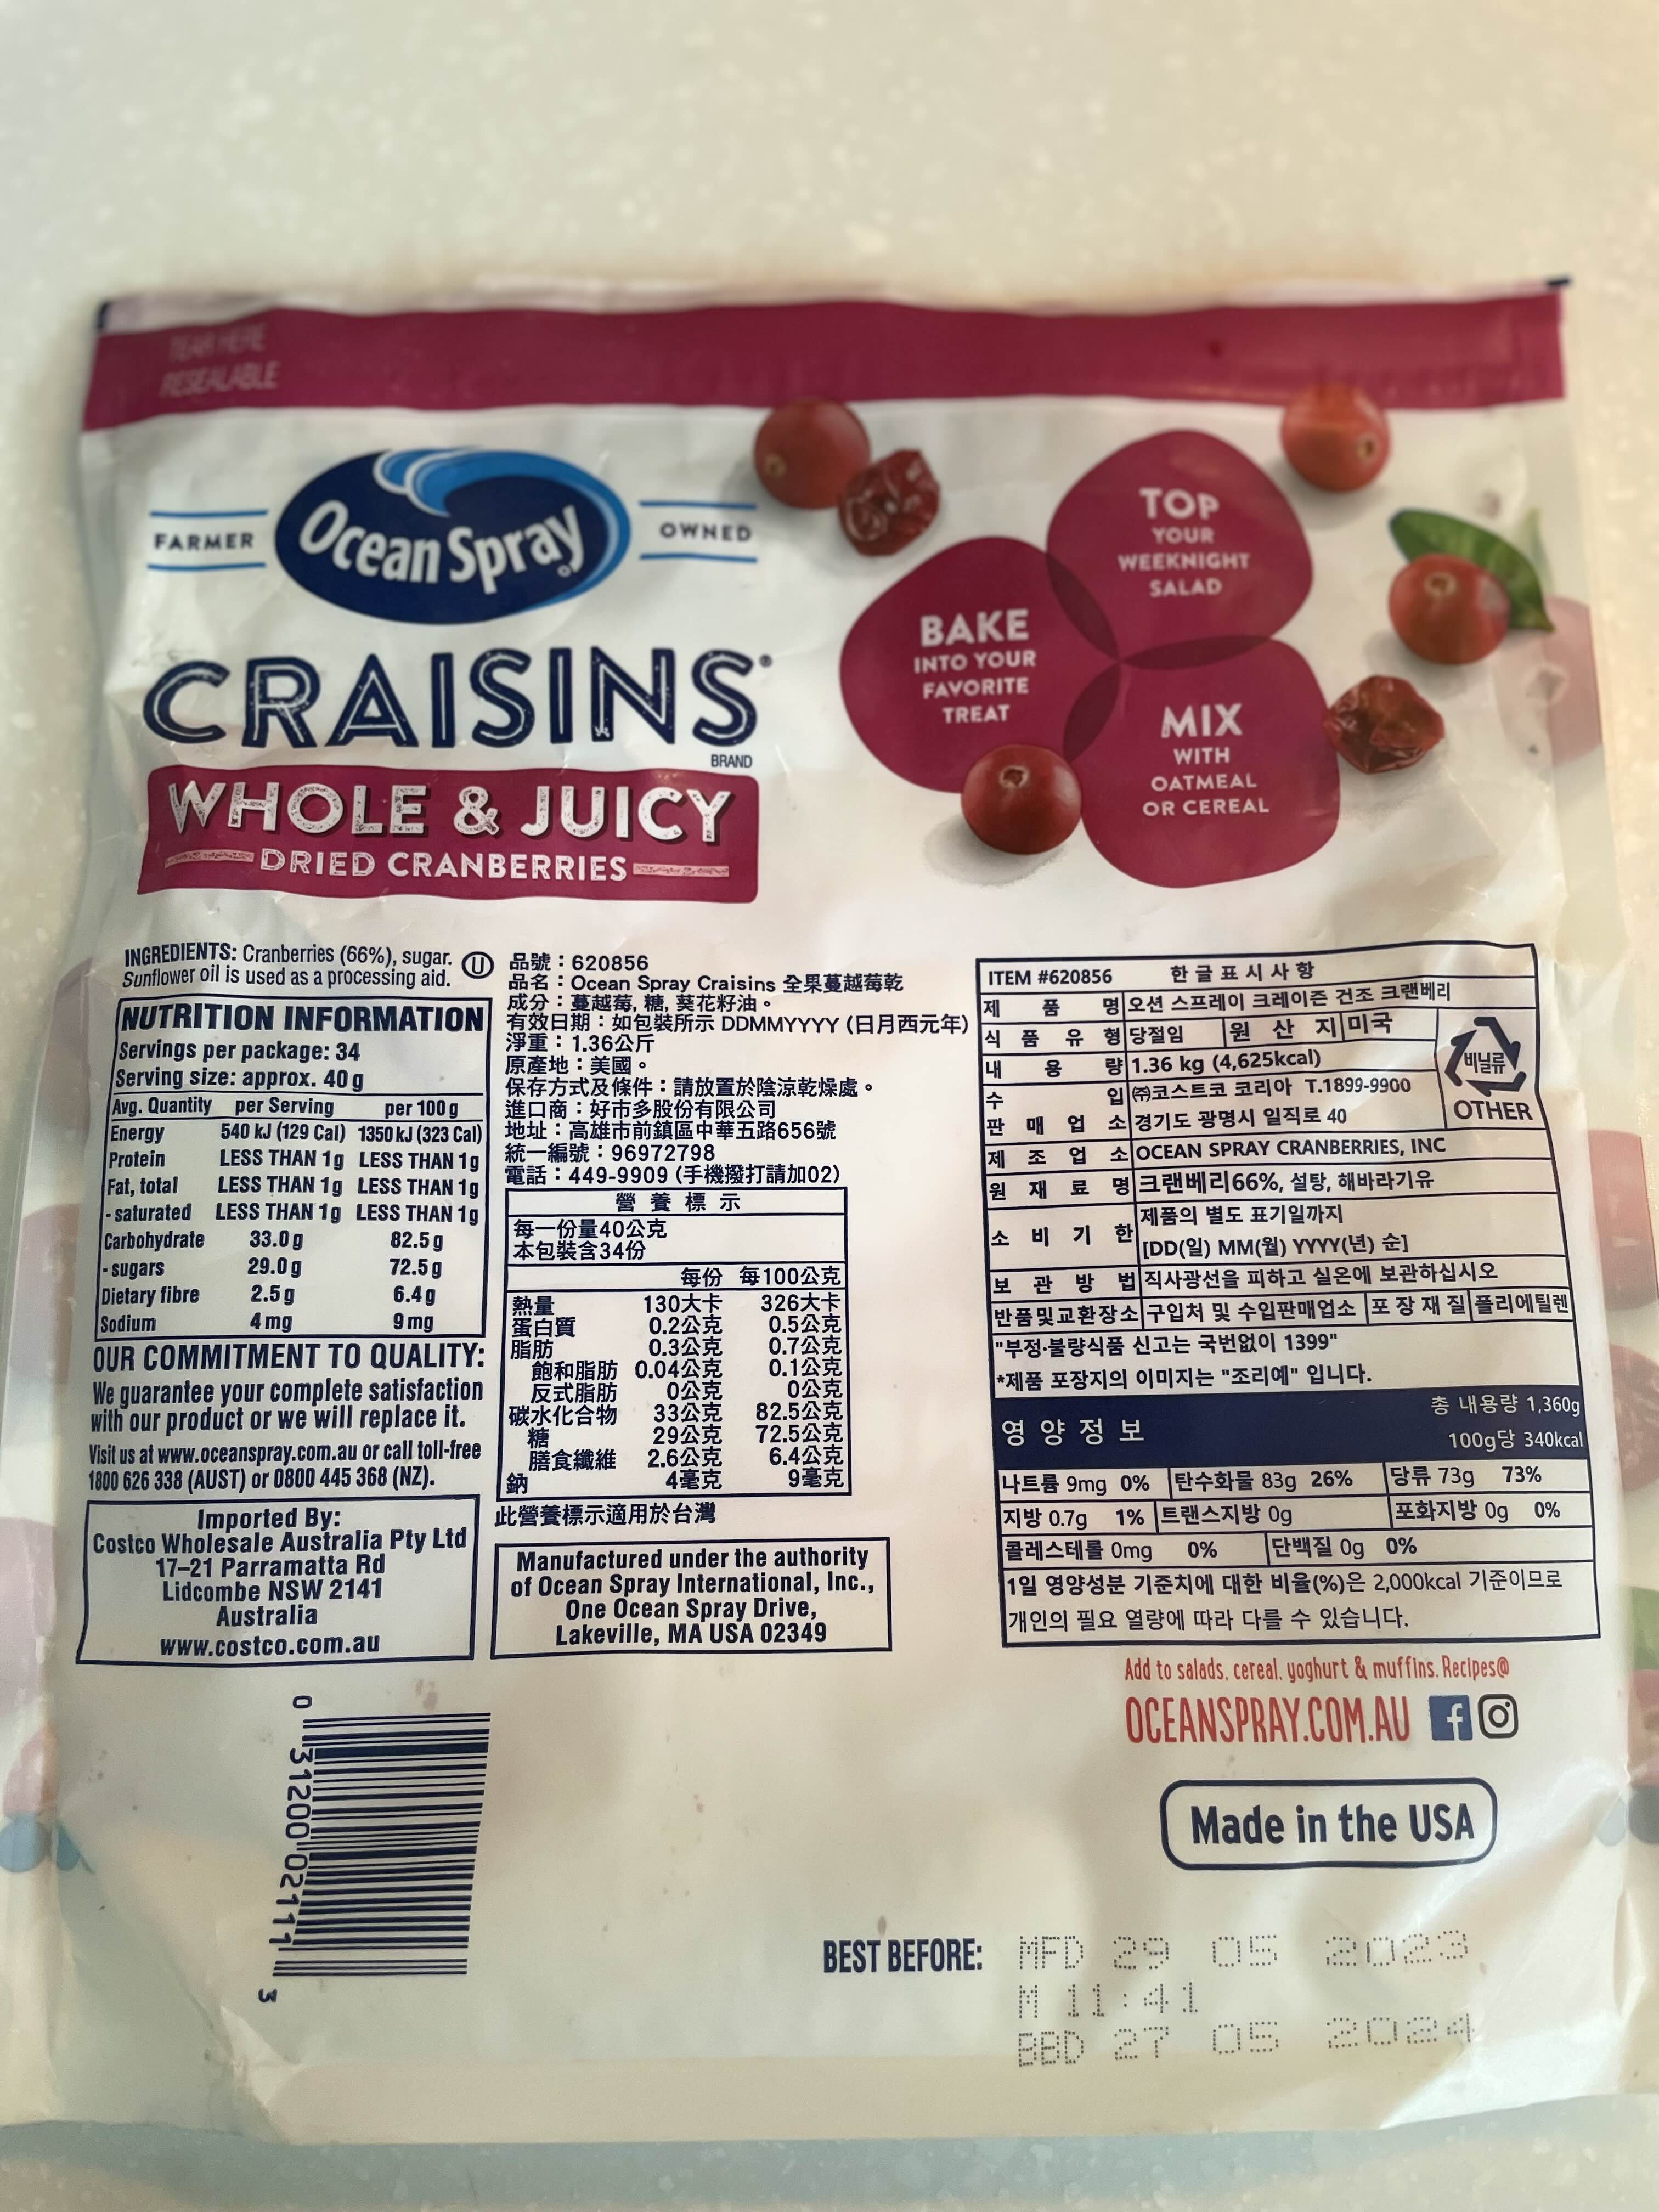 TEAR HERE
RESEALABLE
FARMER
Ocean Spray®
OWNED
CRAISINS®
BRAND
WHOLE & JUICY
DRIED CRANBERRIES
TOP
YOUR
WEEKNIGHT
SALAD
BAKE
INTO YOUR
FAVORITE
TREAT
MIX
WITH
OATMEAL
OR CEREAL
INGREDIENTS: Cranberries (66%), sugar.
Sunflower oil is used as a processing aid.
U
NUTRITION INFORMATION
Servings per package: 34
Serving size: approx. 40 g
Avg. Quantity per Serving per 100 g
Energy 540 kJ (129 Cal) 1350 kJ (323 Cal)
Protein LESS THAN 1g LESS THAN 1g
Fat, total LESS THAN 1g LESS THAN 1g
- saturated LESS THAN 1g LESS THAN 1g
Carbohydrate 33.0 g 82.5 g
- sugars 29.0 g 72.5 g
Dietary fibre 2.5 g 6.4 g
Sodium 4 mg 9 mg
OUR COMMITMENT TO QUALITY:
We guarantee your complete satisfaction
with our product or we will replace it.
Visit us at www.oceanspray.com.au or call toll-free
1800 626 338 (AUST) or 0800 445 368 (NZ).
Imported By:
Costco Wholesale Australia Pty Ltd
17–21 Parramatta Rd
Lidcombe NSW 2141
Australia
www.costco.com.au
品號：620856
品名：Ocean Spray Craisins 全果蔓越莓乾
成分：蔓越莓, 糖, 葵花籽油。
有效日期：如包裝所示 DDMMYYYY (日月西元年)
淨重：1.36公斤
原產地：美國。
保存方式及條件：請放置於陰涼乾燥處。
進口商：好市多股份有限公司
地址：高雄市前鎮區中華五路656號
統一編號：96972798
電話：449-9909 (手機撥打請加02)
營養標示
每一份量40公克
本包裝含34份
每份 每100公克
熱量 130大卡 326大卡
蛋白質 0.2公克 0.5公克
脂肪 0.3公克 0.7公克
飽和脂肪 0.04公克 0.1公克
反式脂肪 0公克 0公克
碳水化合物 33公克 82.5公克
糖 29公克 72.5公克
膳食纖維 2.6公克 6.4公克
鈉 4毫克 9毫克
此營養標示適用於台灣
Manufactured under the authority
of Ocean Spray International, Inc.,
One Ocean Spray Drive,
Lakeville, MA USA 02349
ITEM #620856 한글표시사항
제품명 오션 스프레이 크레이즌 건조 크랜베리
식품유형 당절임 원산지 미국
내용량 1.36 kg (4,625kcal)
수입 ㈜코스트코 코리아 T.1899-9900
판매업소 경기도 광명시 일직로 40
제조업소 OCEAN SPRAY CRANBERRIES, INC
원재료명 크랜베리66%, 설탕, 해바라기유
소비기한 제품의 별도 표기일까지
[DD(일) MM(월) YYYY(년) 순]
보관방법 직사광선을 피하고 실온에 보관하십시오
반품및교환장소 구입처 및 수입판매업소 포장재질 폴리에틸렌
"부정·불량식품 신고는 국번없이 1399"
*제품 포장지의 이미지는 "조리예" 입니다.
비닐류
OTHER
영양정보
총 내용량 1,360g
100g당 340kcal
나트륨 9mg 0% 탄수화물 83g 26% 당류 73g 73%
지방 0.7g 1% 트랜스지방 0g 포화지방 0g 0%
콜레스테롤 0mg 0% 단백질 0g 0%
1일 영양성분 기준치에 대한 비율(%)은 2,000kcal 기준이므로
개인의 필요 열량에 따라 다를 수 있습니다.
Add to salads, cereal, yoghurt & muffins. Recipes@
OCEANSPRAY.COM.AU
Made in the USA
0 31200 02111 3
BEST BEFORE: MFD 29 05 2023
M 11:41
BBD 27 05 2024